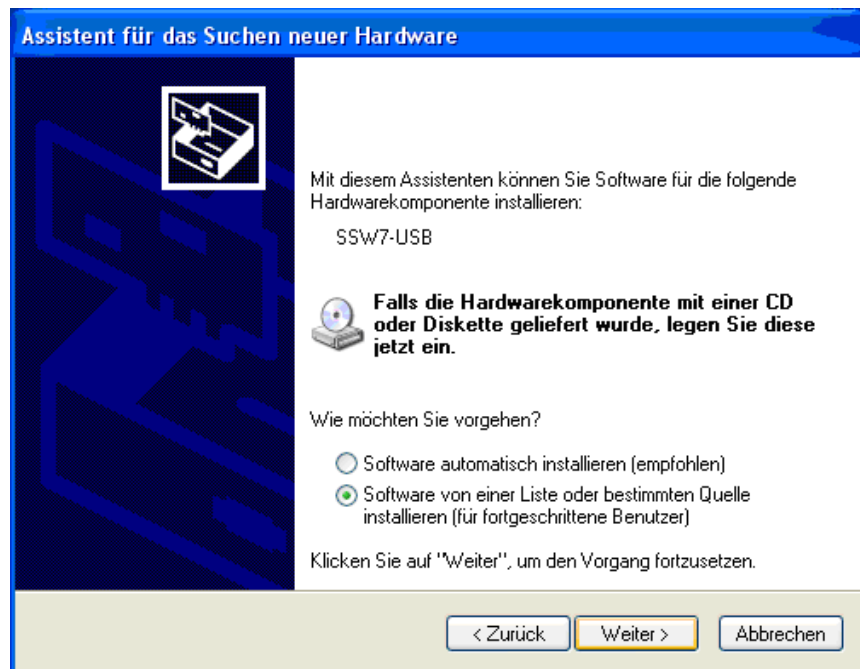 Assistent für das Suchen neuer Hardware
Mit diesem Assistenten können Sie Software für die folgende
Hardwarekomponente installieren:
SSW7-USB
Falls die Hardwarekomponente mit einer CD
oder Diskette geliefert wurde, legen Sie diese
jetzt ein.
Wie möchten Sie vorgehen?
Software automatisch installieren (empfohlen)
Software von einer Liste oder bestimmten Quelle
installieren (für fortgeschrittene Benutzer)
Klicken Sie auf "Weiter", um den Vorgang fortzusetzen.
< Zurück Weiter > Abbrechen